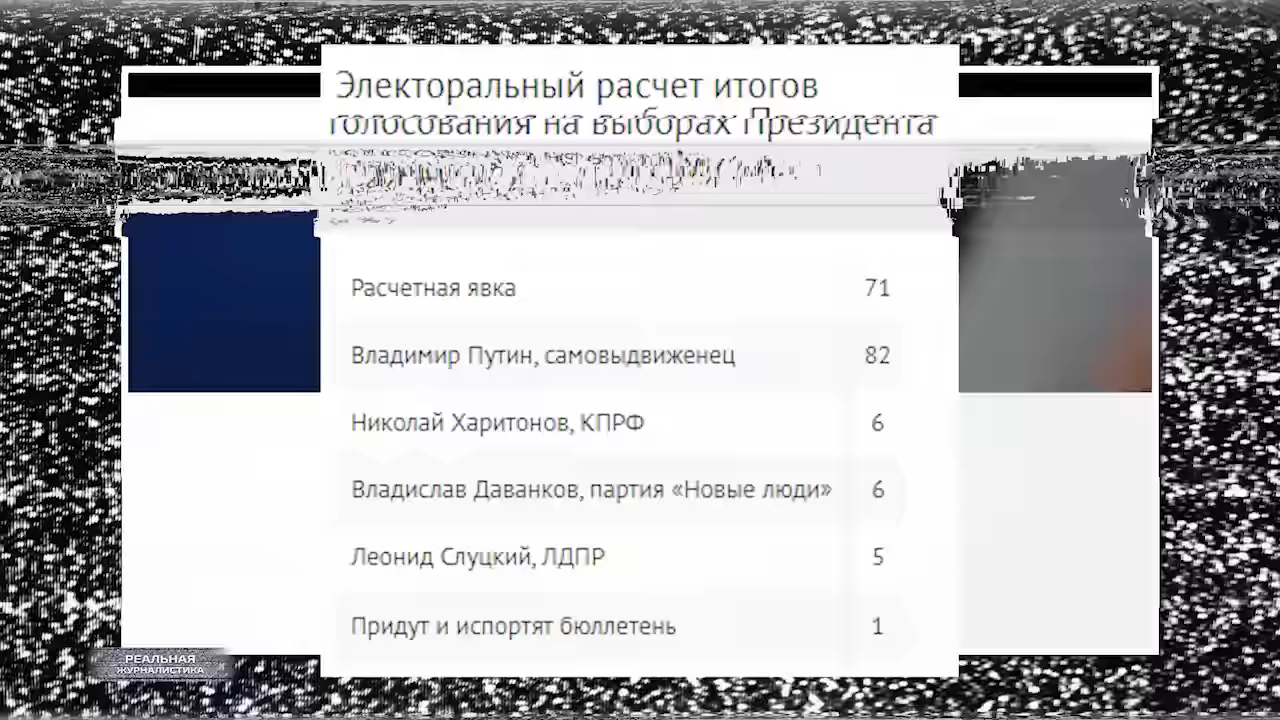 Электоральный расчет итогов
голосования на выборах Президента
Расчетная явка 71
Владимир Путин, самовыдвиженец 82
Николай Харитонов, КПРФ 6
Владислав Даванков, партия «Новые люди» 6
Леонид Слуцкий, ЛДПР 5
Придут и испортят бюллетень 1
РЕАЛЬНАЯ
ЖУРНАЛИСТИКА